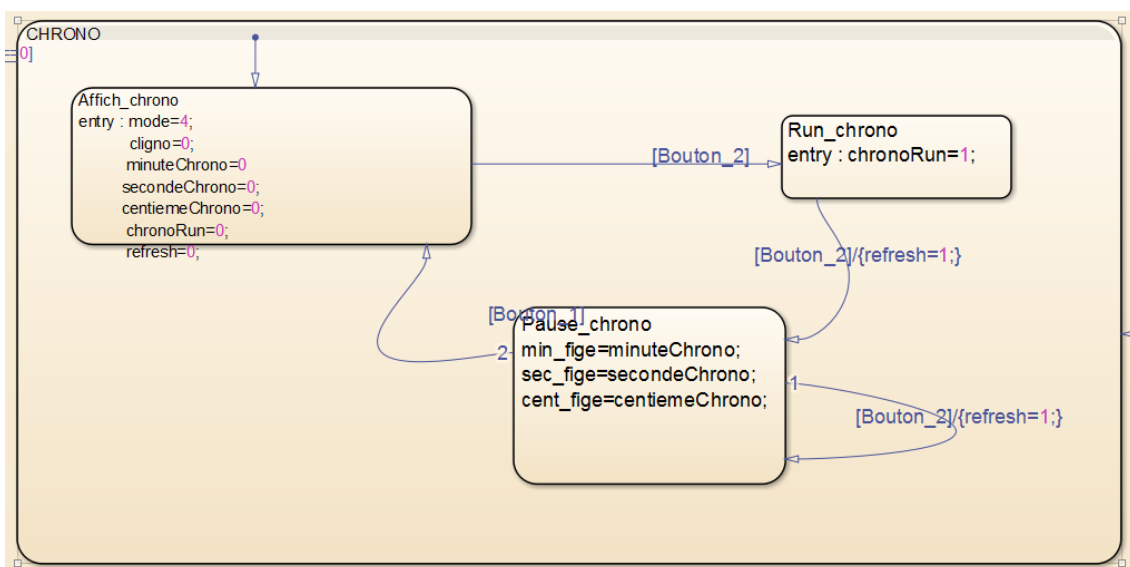 CHRONO
0]
Affich_chrono
entry : mode=4;
cligno=0;
minuteChrono=0
secondeChrono=0;
centiemeChrono=0;
chronoRun=0;
refresh=0;
[Bouton_2]
Run_chrono
entry : chronoRun=1;
[Bouton_2]/{refresh=1;}
[Bouton_1]
Pause_chrono
2
min_fige=minuteChrono;
sec_fige=secondeChrono;
cent_fige=centiemeChrono;
1
[Bouton_2]/{refresh=1;}